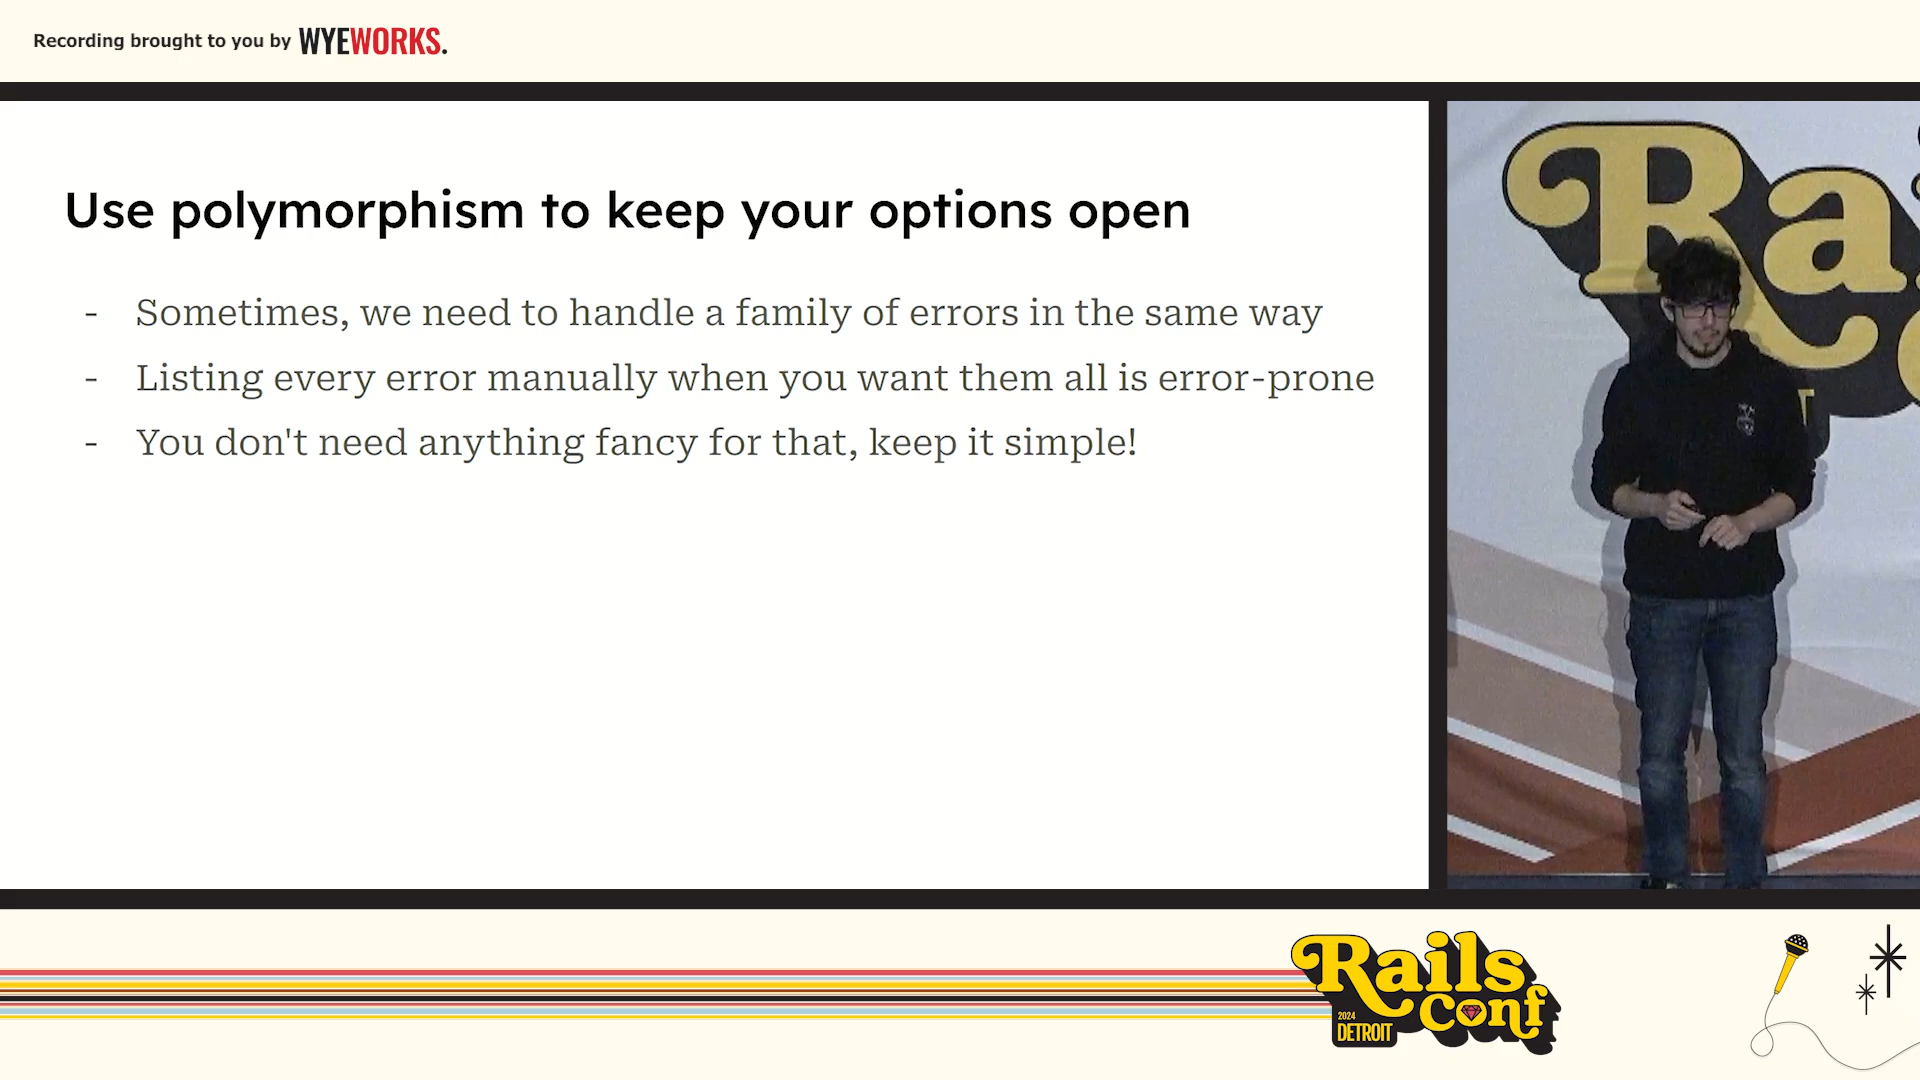 Recording brought to you by WYEWORKS.
Use polymorphism to keep your options open
- Sometimes, we need to handle a family of errors in the same way
- Listing every error manually when you want them all is error-prone
- You don't need anything fancy for that, keep it simple!
Ra
T
Rails
Conf
2024
DETROIT